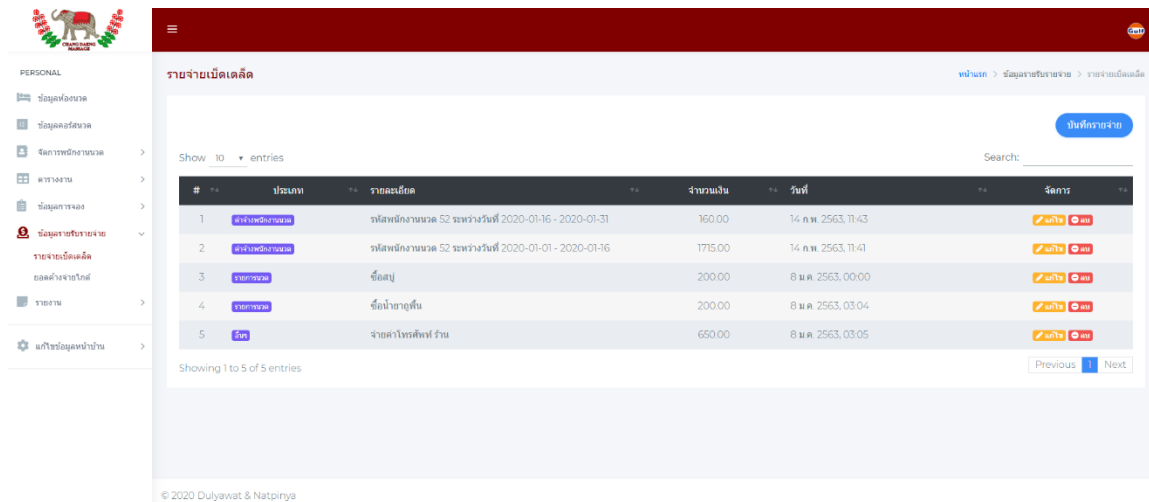 CHANG DAENG
MASSAGE
Gulf
PERSONAL
ข้อมูลห้องนวด
ข้อมูลคอร์สนวด
จัดการพนักงานนวด
ตารางงาน
ข้อมูลการจอง
ข้อมูลรายรับรายจ่าย
รายจ่ายเบ็ดเตล็ด
ยอดค้างจ่ายไกด์
รายงาน
แก้ไขข้อมูลหน้าบ้าน
รายจ่ายเบ็ดเตล็ด
หน้าแรก > ข้อมูลรายรับรายจ่าย > รายจ่ายเบ็ดเตล็ด
บันทึกรายจ่าย
Show 10 entries
Search:
# ประเภท รายละเอียด จำนวนเงิน วันที่ จัดการ
1 ค่าจ้างพนักงานนวด รหัสพนักงานนวด 52 ระหว่างวันที่ 2020-01-16 - 2020-01-31 160.00 14 ก.พ. 2563, 11:43 แก้ไข ลบ
2 ค่าจ้างพนักงานนวด รหัสพนักงานนวด 52 ระหว่างวันที่ 2020-01-01 - 2020-01-16 1715.00 14 ก.พ. 2563, 11:41 แก้ไข ลบ
3 รายการนวด ซื้อสบู่ 200.00 8 ม.ค. 2563, 00:00 แก้ไข ลบ
4 รายการนวด ซื้อน้ำยาถูพื้น 200.00 8 ม.ค. 2563, 03:04 แก้ไข ลบ
5 อื่นๆ จ่ายค่าโทรศัพท์ ร้าน 650.00 8 ม.ค. 2563, 03:05 แก้ไข ลบ
Showing 1 to 5 of 5 entries
Previous 1 Next
© 2020 Dulyawat & Natpinya